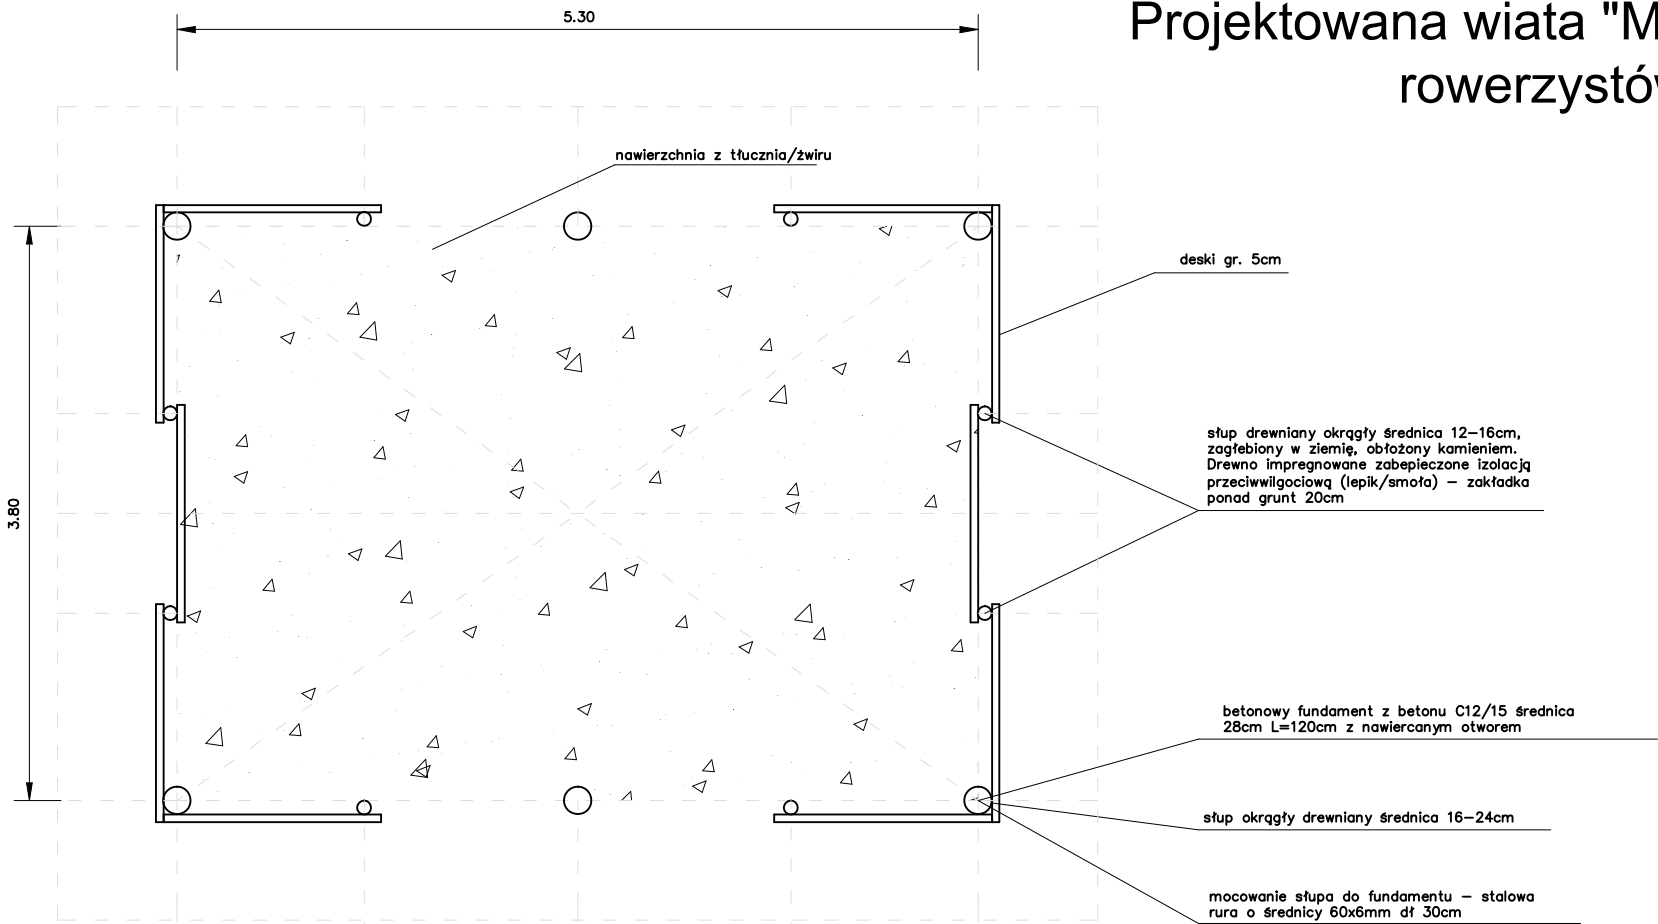 5.30
Projektowana wiata "M
rowerzystów
nawierzchnia z tłucznia/żwiru
deski gr. 5cm
3.80
słup drewniany okrągły średnica 12–16cm,
zagłebiony w ziemię, obłożony kamieniem.
Drewno impregnowane zabepieczone izolacją
przeciwwilgociową (lepik/smoła) – zakładka
ponad grunt 20cm
betonowy fundament z betonu C12/15 średnica
28cm L=120cm z nawiercanym otworem
słup okrągły drewniany średnica 16–24cm
mocowanie słupa do fundamentu – stalowa
rura o średnicy 60x6mm dł 30cm